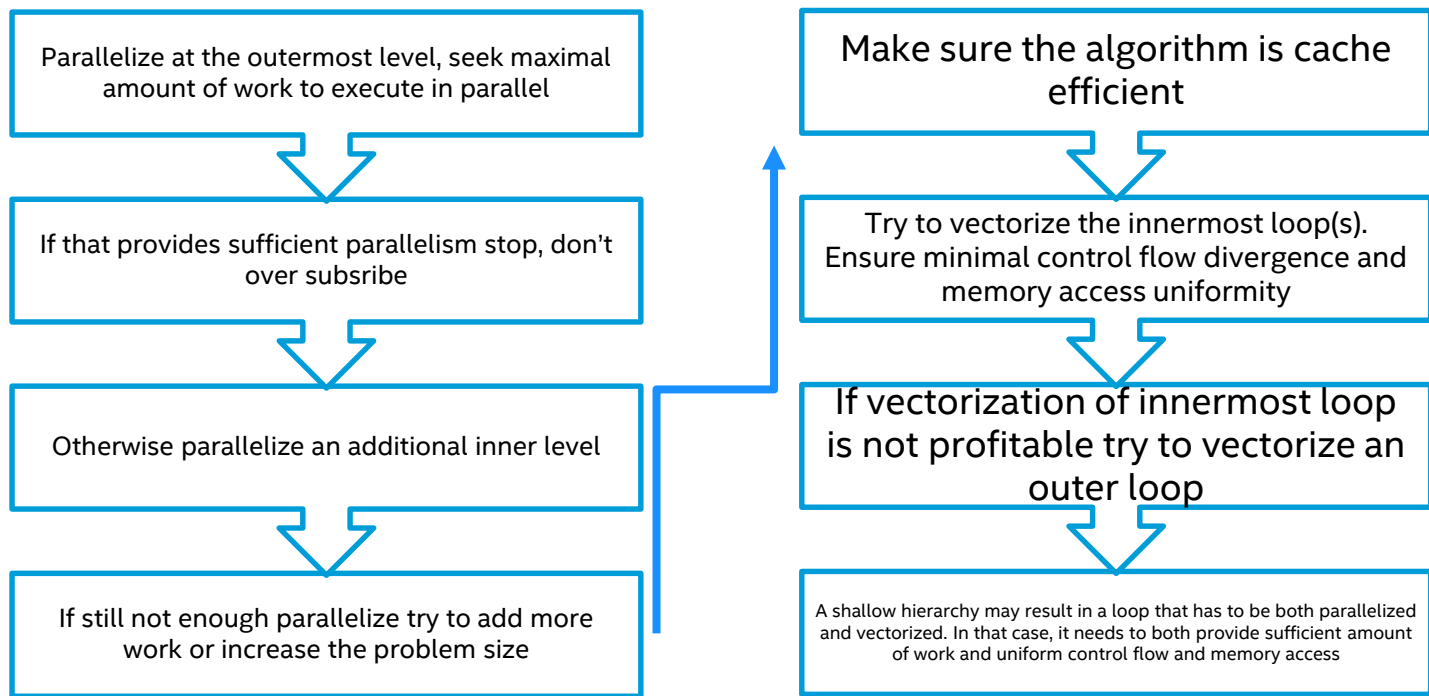 Parallelize at the outermost level, seek maximal
amount of work to execute in parallel
If that provides sufficient parallelism stop, don't
over subsribe
Otherwise parallelize an additional inner level
If still not enough parallelize try to add more
work or increase the problem size
Make sure the algorithm is cache
efficient
Try to vectorize the innermost loop(s).
Ensure minimal control flow divergence and
memory access uniformity
If vectorization of innermost loop
is not profitable try to vectorize an
outer loop
A shallow hierarchy may result in a loop that has to be both parallelized
and vectorized. In that case, it needs to both provide sufficient amount
of work and uniform control flow and memory access